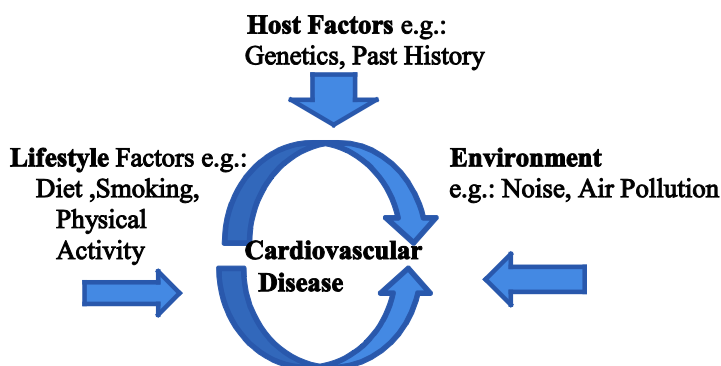 Host Factors e.g.:
Genetics, Past History
Lifestyle Factors e.g.:
Diet ,Smoking,
Physical
Activity
Environment
e.g.: Noise, Air Pollution
Cardiovascular
Disease